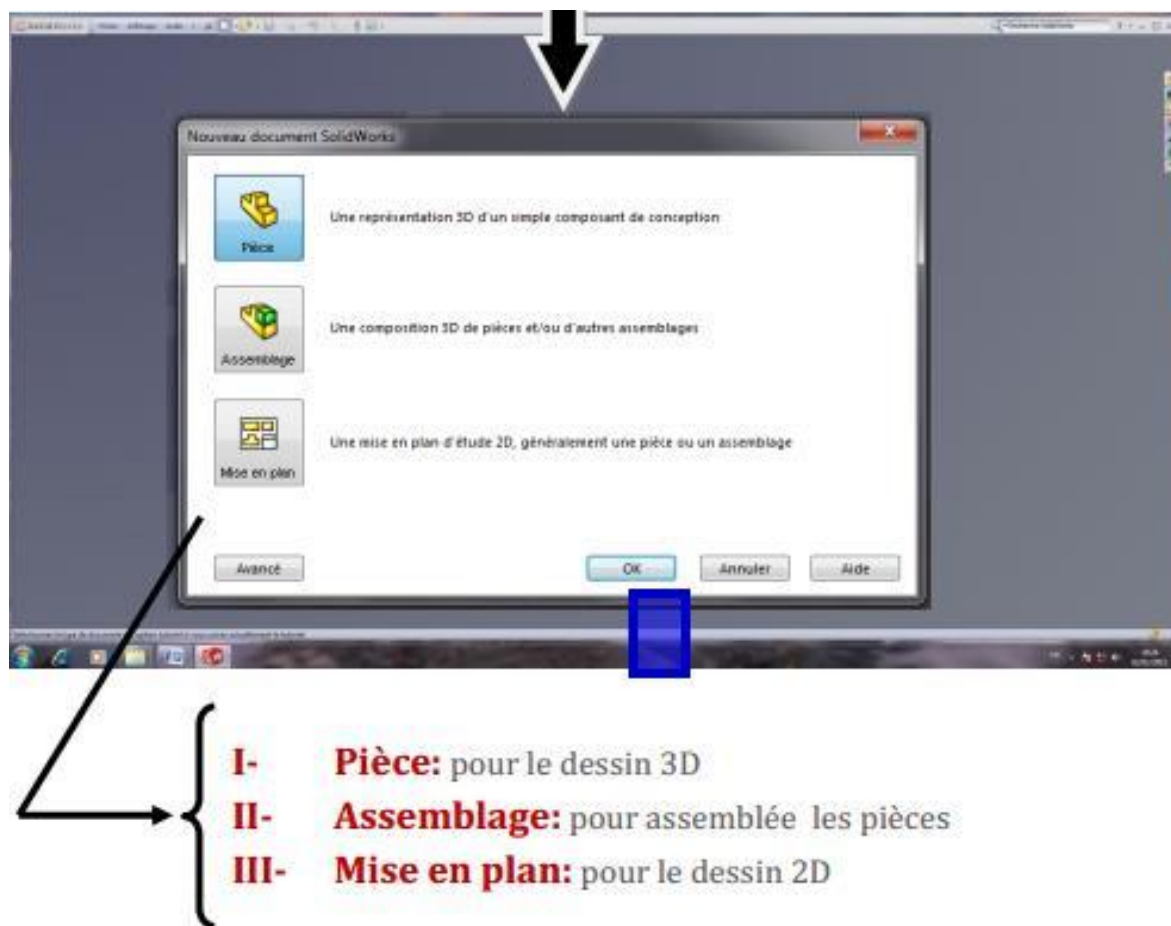 Nouveau document SolidWorks
Pièce
Une représentation 3D d'un simple composant de conception
Assemblage
Une composition 3D de pièces et/ou d'autres assemblages
Mise en plan
Une mise en plan d'étude 2D, généralement une pièce ou un assemblage
Avancé
OK
Annuler
Aide
I- Pièce: pour le dessin 3D
II- Assemblage: pour assemblée les pièces
III- Mise en plan: pour le dessin 2D